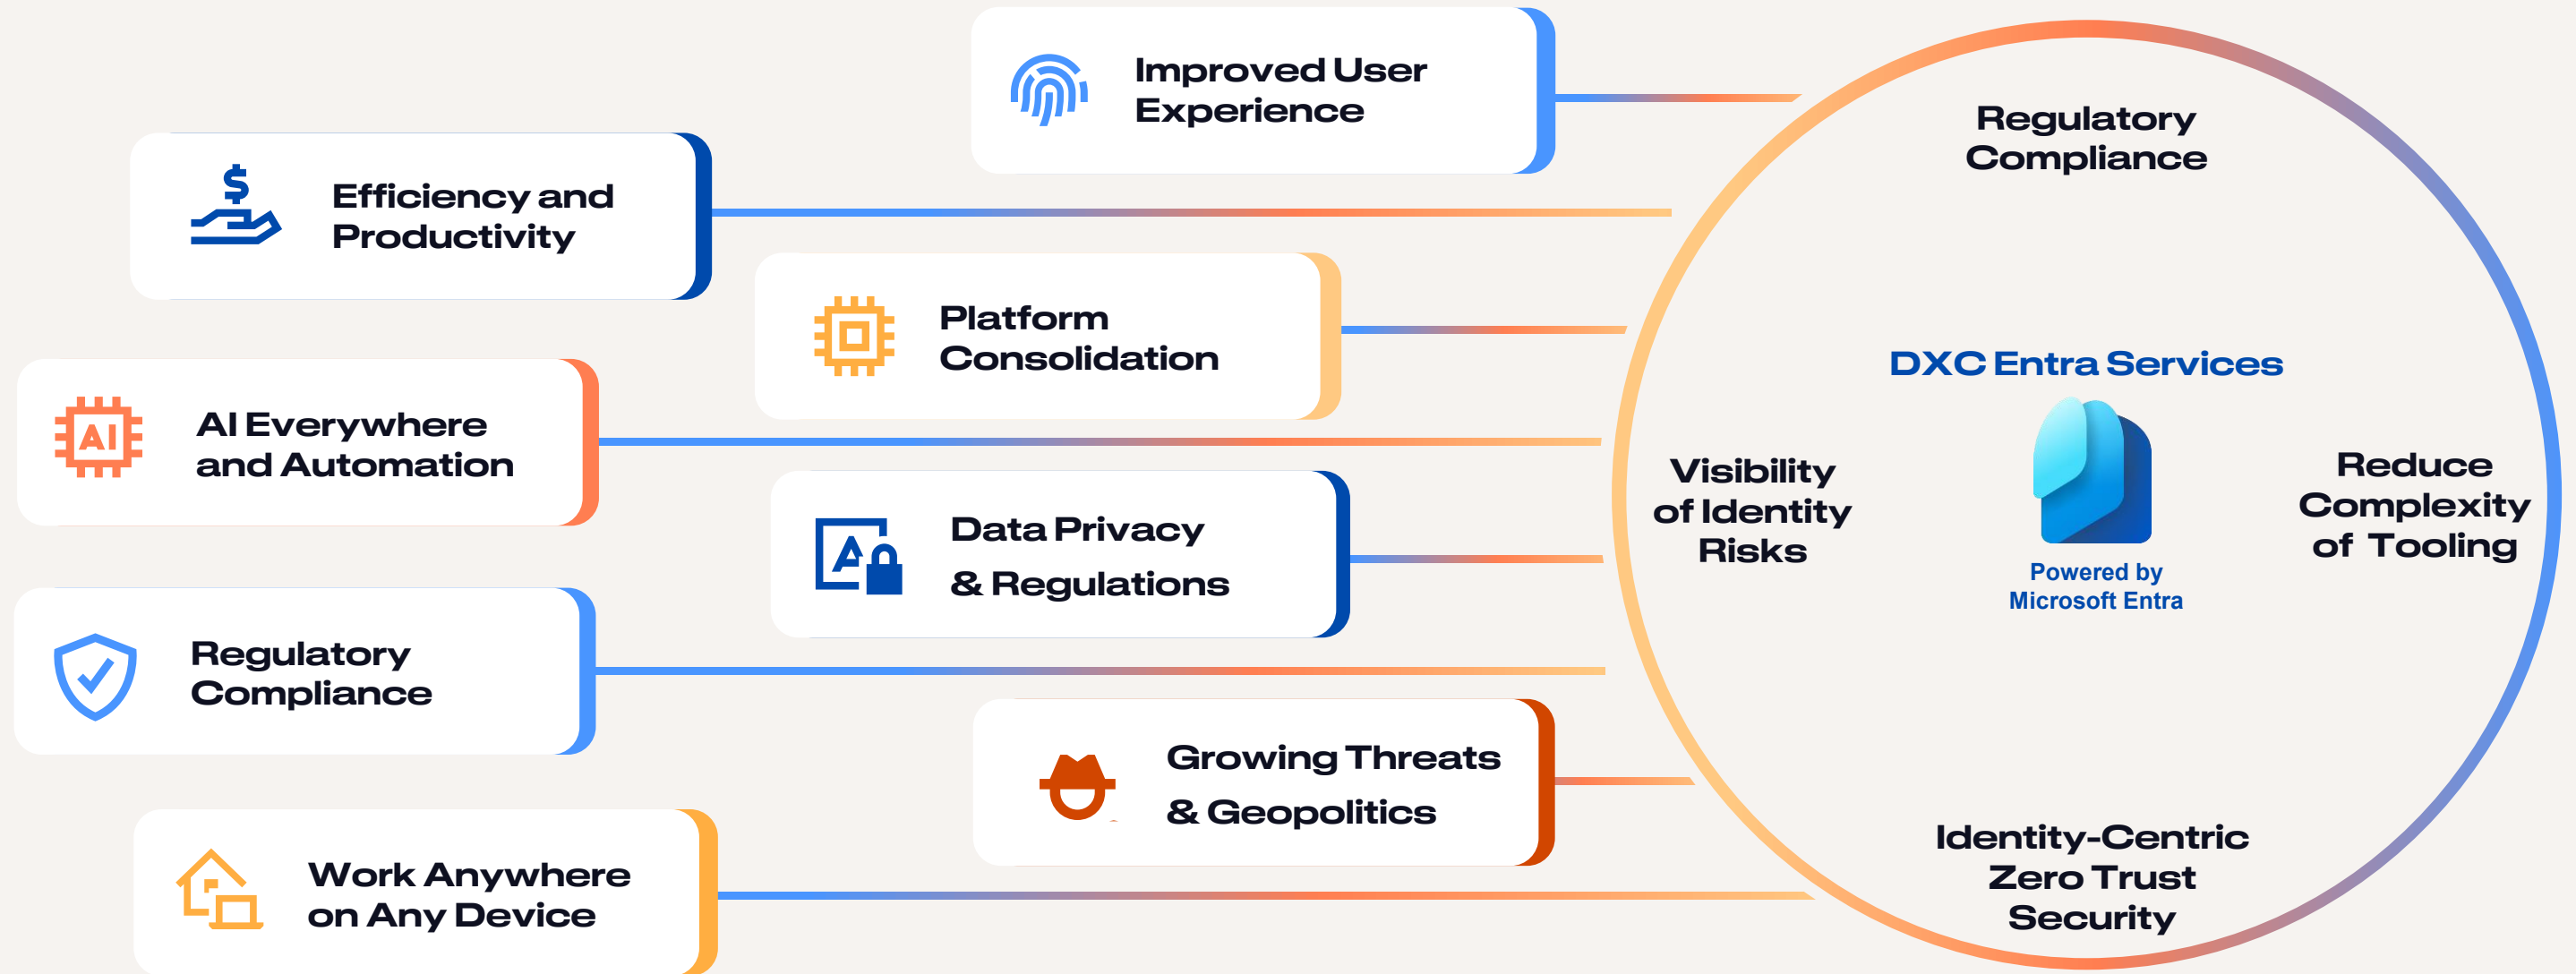 Improved User
Experience
Efficiency and
Productivity
Platform
Consolidation
AI
AI Everywhere
and Automation
A
Data Privacy
& Regulations
Regulatory
Compliance
Growing Threats
& Geopolitics
Work Anywhere
on Any Device
Regulatory
Compliance
DXC Entra Services
Visibility
of Identity
Risks
Powered by
Microsoft Entra
Reduce
Complexity
of Tooling
Identity-Centric
Zero Trust
Security